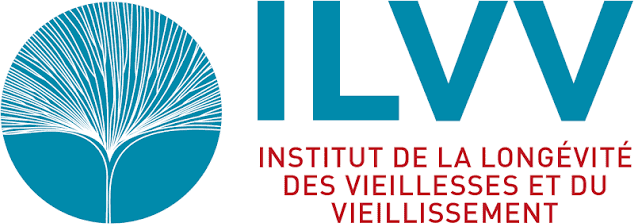 ILVV
INSTITUT DE LA LONGÉVITÉ
DES VIEILLESSES ET DU
VIEILLISSEMENT